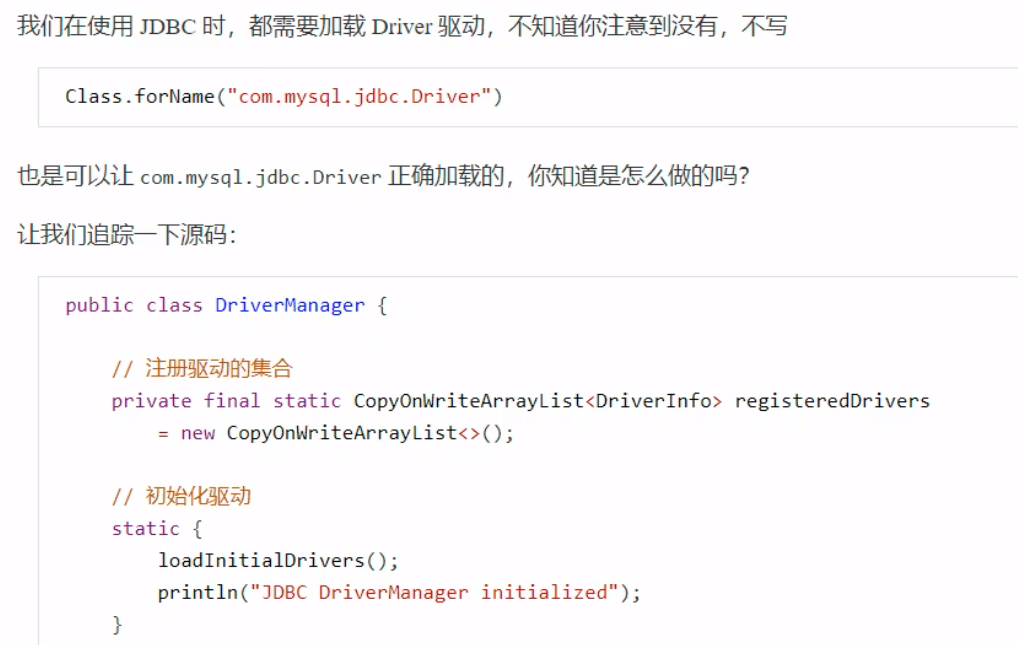 我们在使用 JDBC 时，都需要加载 Driver 驱动，不知道你注意到没有，不写
Class.forName("com.mysql.jdbc.Driver")
也是可以让 com.mysql.jdbc.Driver 正确加载的，你知道是怎么做的吗？
让我们追踪一下源码：
public class DriverManager {
// 注册驱动的集合
private final static CopyOnWriteArrayList<DriverInfo> registeredDrivers
= new CopyOnWriteArrayList<>();
// 初始化驱动
static {
loadInitialDrivers();
println("JDBC DriverManager initialized");
}